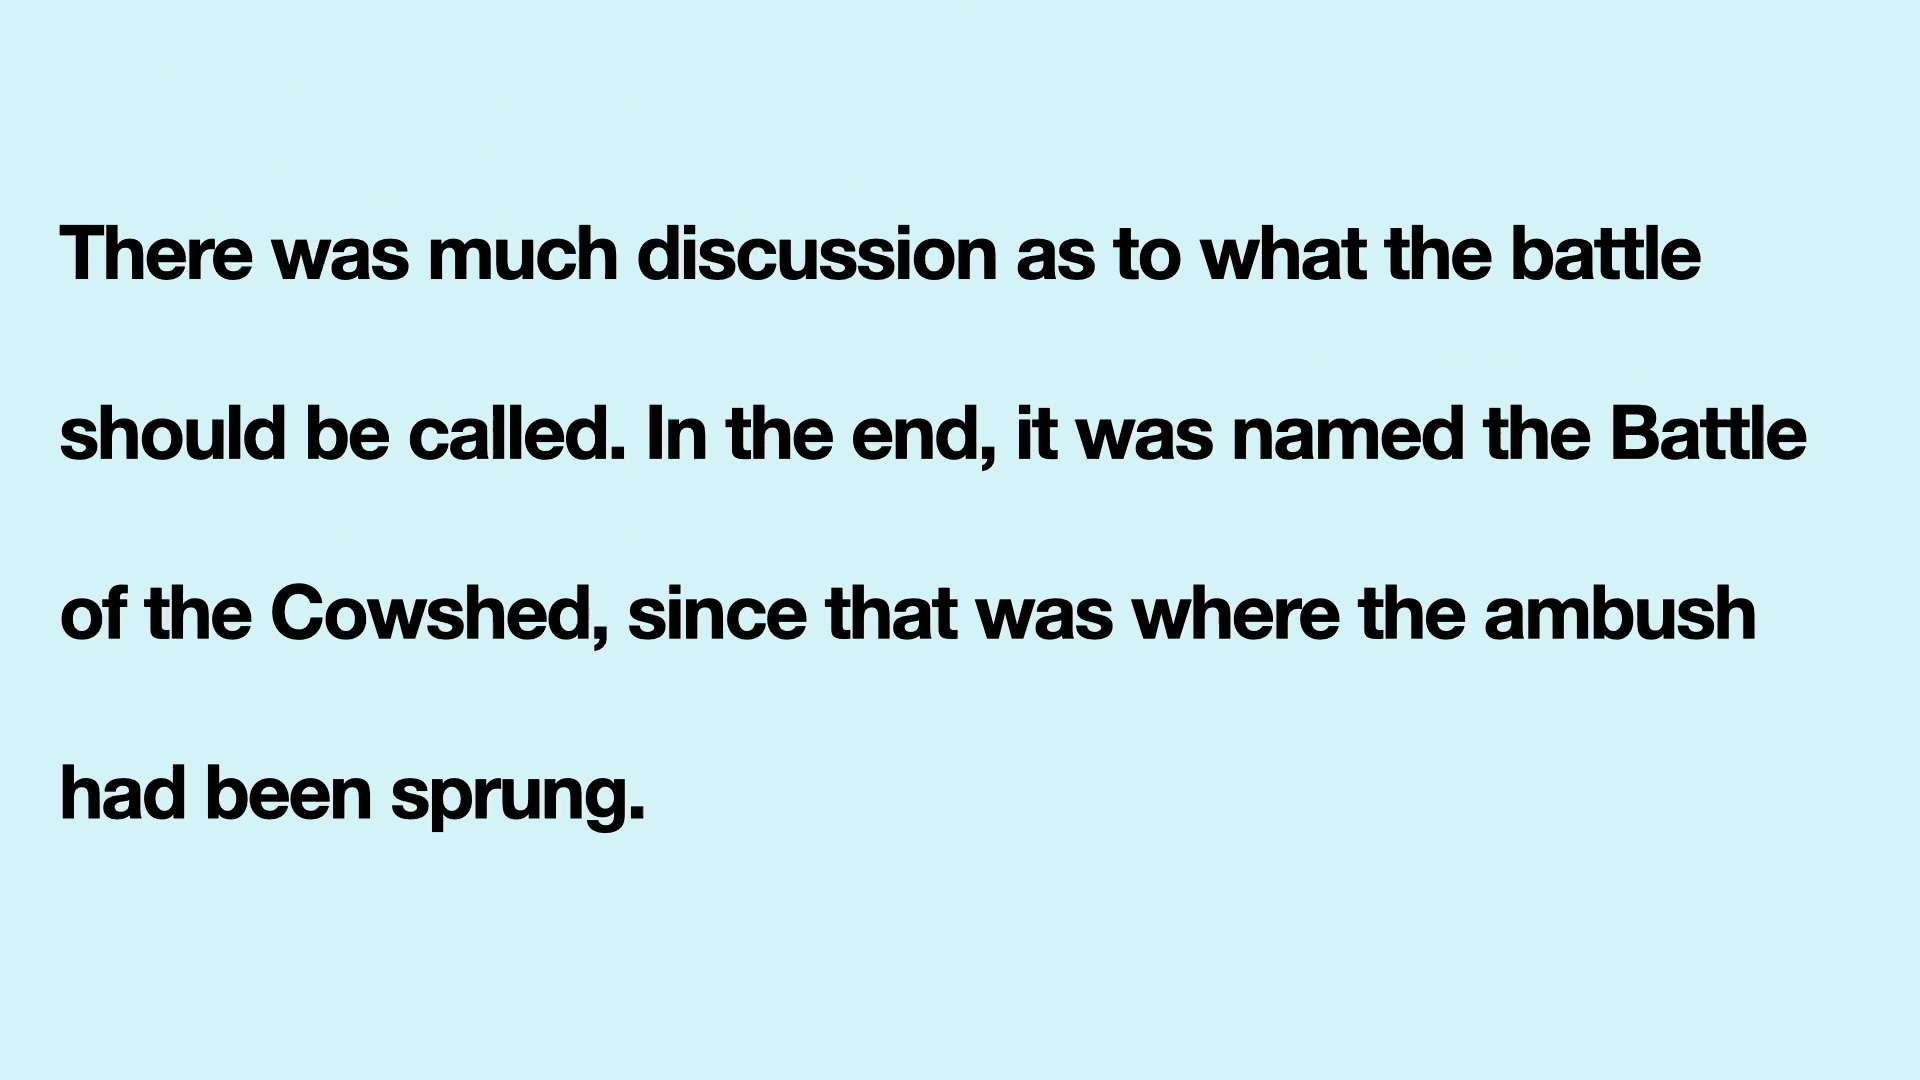 There was much discussion as to what the battle
should be called. In the end, it was named the Battle
of the Cowshed, since that was where the ambush
had been sprung.